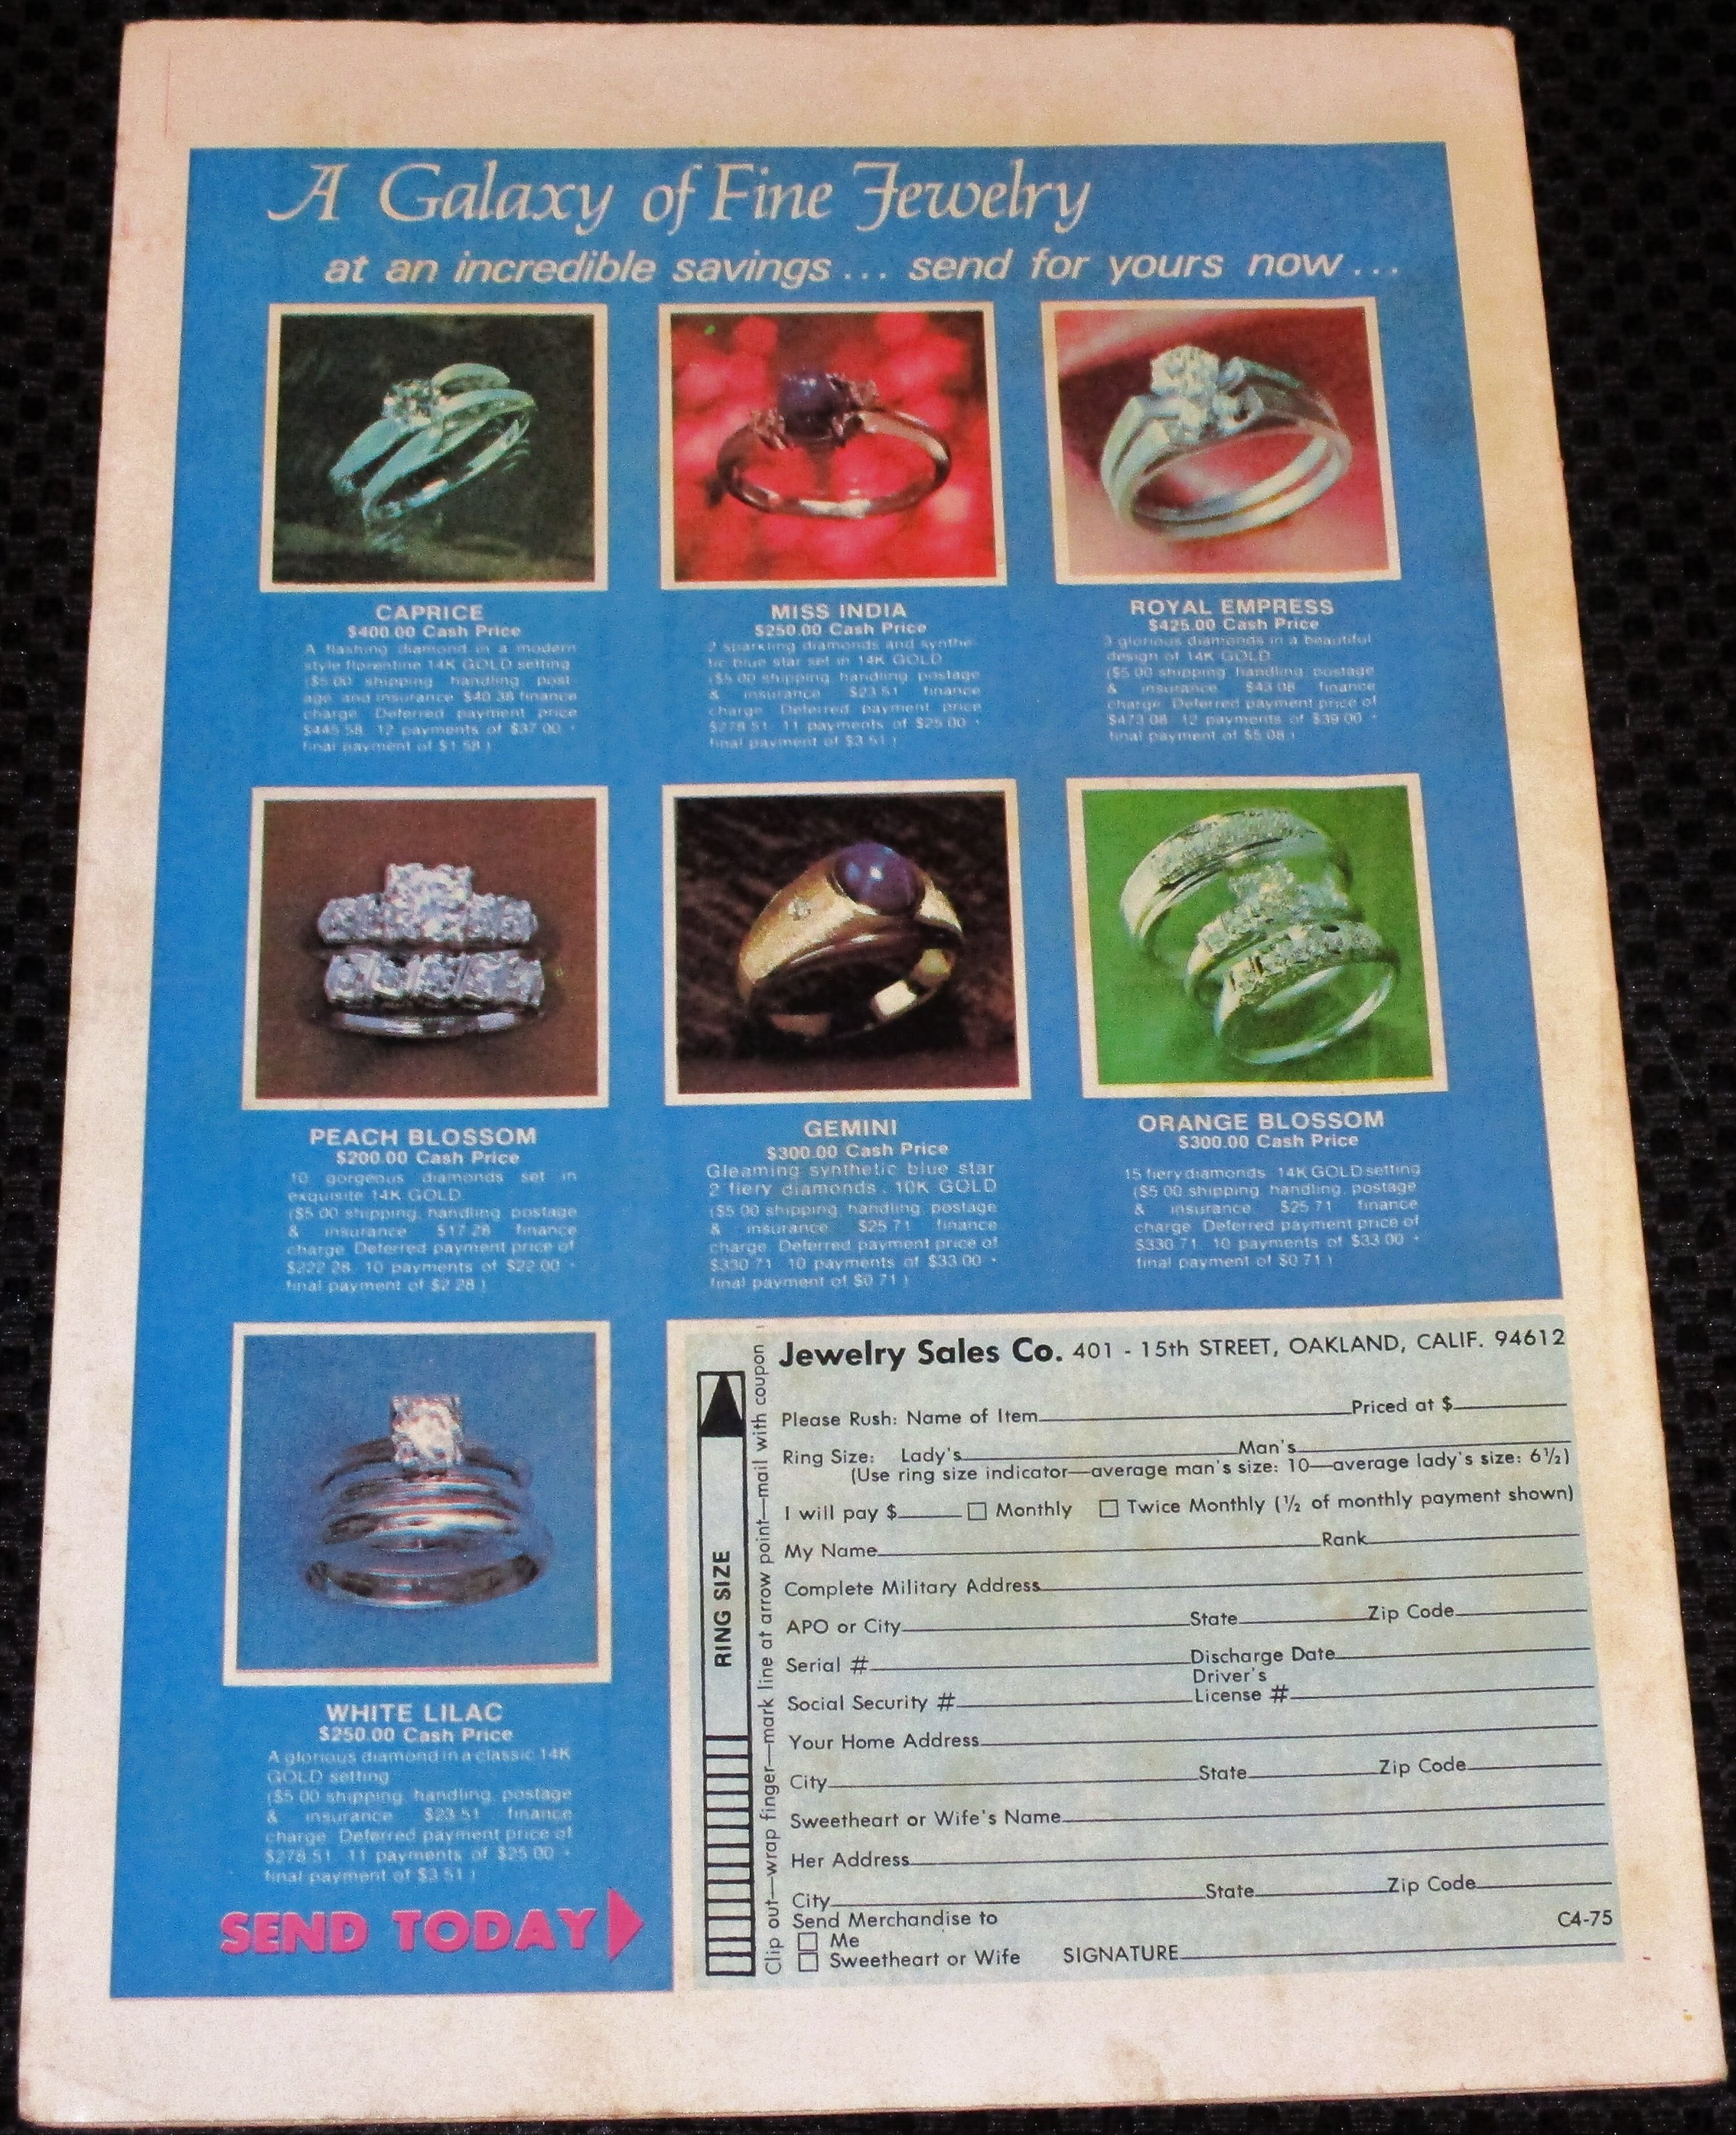 A Galaxy of Fine Jewelry
at an incredible savings... send for yours now...
CAPRICE
$400.00 Cash Price
A flashing diamond in a modern
style florentine 14K GOLD setting
($5.00 shipping handling post
age and insurance $40.38 finance
charge Deferred payment price
$445.58 12 payments of $37.00 +
final payment of $1.58)
MISS INDIA
$250.00 Cash Price
2 sparkling diamonds and synthe-
tic blue star set in 14K GOLD
($5.00 shipping handling postage
& insurance $23.51 finance
charge Deferred payment price
$278.51 11 payments of $25.00 +
final payment of $3.51)
ROYAL EMPRESS
$425.00 Cash Price
3 glorious diamonds in a beautiful
design of 14K GOLD
($5.00 shipping handling postage
& insurance $43.08 finance
charge Deferred payment price of
$473.08 12 payments of $39.00 +
final payment of $5.08)
PEACH BLOSSOM
$200.00 Cash Price
10 gorgeous diamonds set in
exquisite 14K GOLD
($5.00 shipping, handling postage
& insurance $17.28 finance
charge Deferred payment price of
$222.28 10 payments of $22.00 +
final payment of $2.28)
GEMINI
$300.00 Cash Price
Gleaming synthetic blue star
2 fiery diamonds. 10K GOLD
($5.00 shipping handling postage
& insurance $25.71 finance
charge Deferred payment price of
$330.71 10 payments of $33.00 +
final payment of $0.71)
ORANGE BLOSSOM
$300.00 Cash Price
15 fiery diamonds 14K GOLD setting
($5.00 shipping handling postage
& insurance $25.71 finance
charge Deferred payment price of
$330.71 10 payments of $33.00 +
final payment of $0.71)
WHITE LILAC
$250.00 Cash Price
A glorious diamond in a classic 14K
GOLD setting
($5.00 shipping handling postage
& insurance $23.51 finance
charge Deferred payment price of
$278.51 11 payments of $25.00 +
final payment of $3.51)
SEND TODAY
RING SIZE
Clip out—wrap finger—mark line at arrow point—mail with coupon
Jewelry Sales Co. 401 - 15th STREET, OAKLAND, CALIF. 94612
Please Rush: Name of Item Priced at $
Ring Size: Lady's Man's
(Use ring size indicator—average man's size: 10—average lady's size: 6½)
I will pay $ Monthly Twice Monthly (½ of monthly payment shown)
My Name Rank
Complete Military Address
APO or City State Zip Code
Serial # Discharge Date
Driver's
Social Security # License #
Your Home Address
City State Zip Code
Sweetheart or Wife's Name
Her Address
City State Zip Code
Send Merchandise to C4-75
Me
Sweetheart or Wife SIGNATURE